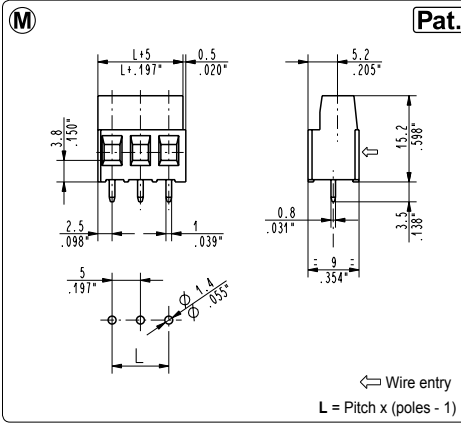 M
Pat.
L+5
L+.197"
0.5
.020"
3.8
.150"
2.5
.098"
1
.039"
5
.197"
1.4
.055"
L
5.2
.205"
15.2
.598"
0.8
.031"
3.5
.138"
= 9 =
.354"
Wire entry
L = Pitch x (poles - 1)